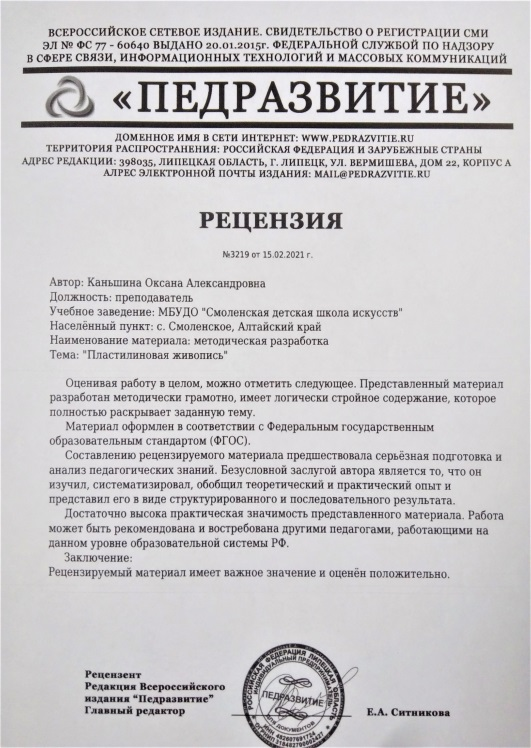 ВСЕРОССИЙСКОЕ СЕТЕВОЕ ИЗДАНИЕ. СВИДЕТЕЛЬСТВО О РЕГИСТРАЦИИ СМИ
ЭЛ № ФС 77 - 60640 ВЫДАНО 20.01.2015г. ФЕДЕРАЛЬНОЙ СЛУЖБОЙ ПО НАДЗОРУ
В СФЕРЕ СВЯЗИ, ИНФОРМАЦИОННЫХ ТЕХНОЛОГИЙ И МАССОВЫХ КОММУНИКАЦИЙ
«ПЕДРАЗВИТИЕ»
ДОМЕННОЕ ИМЯ В СЕТИ ИНТЕРНЕТ: WWW.PEDRAZVITIE.RU
ТЕРРИТОРИЯ РАСПРОСТРАНЕНИЯ: РОССИЙСКАЯ ФЕДЕРАЦИЯ И ЗАРУБЕЖНЫЕ СТРАНЫ
АДРЕС РЕДАКЦИИ: 398035, ЛИПЕЦКАЯ ОБЛАСТЬ, Г. ЛИПЕЦК, УЛ. ВЕРМИШЕВА, ДОМ 22, КОРПУС А
АЛРЕС ЭЛЕКТРОННОЙ ПОЧТЫ ИЗДАНИЯ: MAIL@PEDRAZVITIE.RU
РЕЦЕНЗИЯ
№3219 от 15.02.2021 г.
Автор: Каньшина Оксана Александровна
Должность: преподаватель
Учебное заведение: МБУДО "Смоленская детская школа искусств"
Населённый пункт: с. Смоленское, Алтайский край
Наименование материала: методическая разработка
Тема: "Пластилиновая живопись"
Оценивая работу в целом, можно отметить следующее. Представленный материал
разработан методически грамотно, имеет логически стройное содержание, которое
полностью раскрывает заданную тему.
Материал оформлен в соответствии с Федеральным государственным
образовательным стандартом (ФГОС).
Составлению рецензируемого материала предшествовала серьёзная подготовка и
анализ педагогических знаний. Безусловной заслугой автора является то, что он
изучил, систематизировал, обобщил теоретический и практический опыт и
представил его в виде структурированного и последовательного результата.
Достаточно высока практическая значимость представленного материала. Работа
может быть рекомендована и востребована другими педагогами, работающими на
данном уровне образовательной системы РФ.
Заключение:
Рецензируемый материал имеет важное значение и оценён положительно.
Рецензент
Редакция Всероссийского
издания “Педразвитие”
Главный редактор
Е.А. Ситникова
РОССИЙСКАЯ ФЕДЕРАЦИЯ ЛИПЕЦКАЯ ОБЛАСТЬ
ИНДИВИДУАЛЬНЫЙ ПРЕДПРИНИМАТЕЛЬ
ПЕДРАЗВИТИЕ
ДЛЯ ДОКУМЕНТОВ